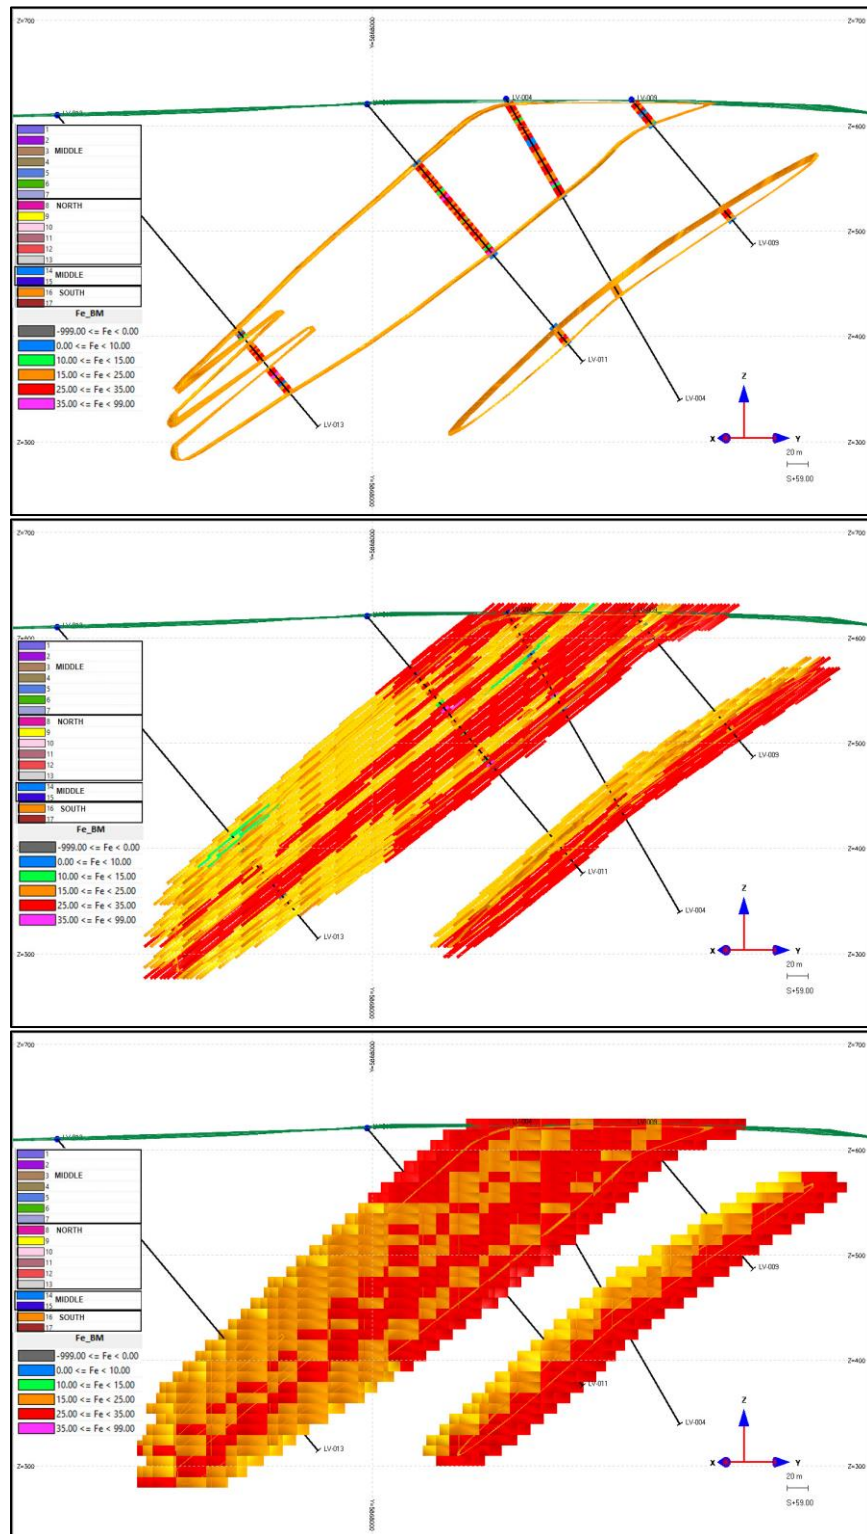 Z=700
Z=700
Y=5868000
LV-004
LV-009
Z=600
1
2
3 MIDDLE
4
5
6
7
8 NORTH
9
10
11
12
13
14 MIDDLE
15
16 SOUTH
17
Fe_BM
-999.00 <= Fe < 0.00
0.00 <= Fe < 10.00
10.00 <= Fe < 15.00
15.00 <= Fe < 25.00
25.00 <= Fe < 35.00
35.00 <= Fe < 99.00
Z=500
LV-009
Z=400
LV-011
LV-004
LV-013
Z=300
Z
X
Y
20 m
S+59.00
Z=700
Z=700
Z=600
1
2
3 MIDDLE
4
5
6
7
8 NORTH
9
10
11
12
13
14 MIDDLE
15
16 SOUTH
17
Fe_BM
-999.00 <= Fe < 0.00
0.00 <= Fe < 10.00
10.00 <= Fe < 15.00
15.00 <= Fe < 25.00
25.00 <= Fe < 35.00
35.00 <= Fe < 99.00
Z=500
LV-009
Z=400
LV-011
LV-004
LV-013
Z=300
Z
X
Y
20 m
S+59.00
Z=700
Z=700
Z=600
1
2
3 MIDDLE
4
5
6
7
8 NORTH
9
10
11
12
13
14 MIDDLE
15
16 SOUTH
17
Fe_BM
-999.00 <= Fe < 0.00
0.00 <= Fe < 10.00
10.00 <= Fe < 15.00
15.00 <= Fe < 25.00
25.00 <= Fe < 35.00
35.00 <= Fe < 99.00
Z=500
LV-009
Z=400
LV-011
LV-004
LV-013
Z=300
Z
X
Y
20 m
S+59.00